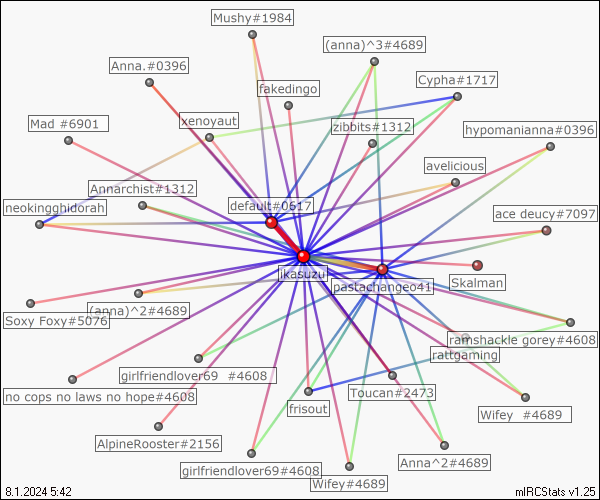 Mushy#1984
(anna)^3#4689
Anna.#0396
Cypha#1717
fakedingo
Mad #6901
xenoyaut
zibbits#1312
hypomanianna#0396
avelicious
Annarchist#1312
neokingghidorah
default#0617
ace deucy#7097
ikasuzu
pastachangeo41
Skalman
(anna)^2#4689
Soxy Foxy#5076
ramshackle gorey#4608
rattgaming
girlfriendlover69 #4608
no cops no laws no hope#4608
Toucan#2473
frisout
Wifey #4689
AlpineRooster#2156
girlfriendlover69#4608
Anna^2#4689
Wifey#4689
8.1.2024 5:42
mIRCStats v1.25